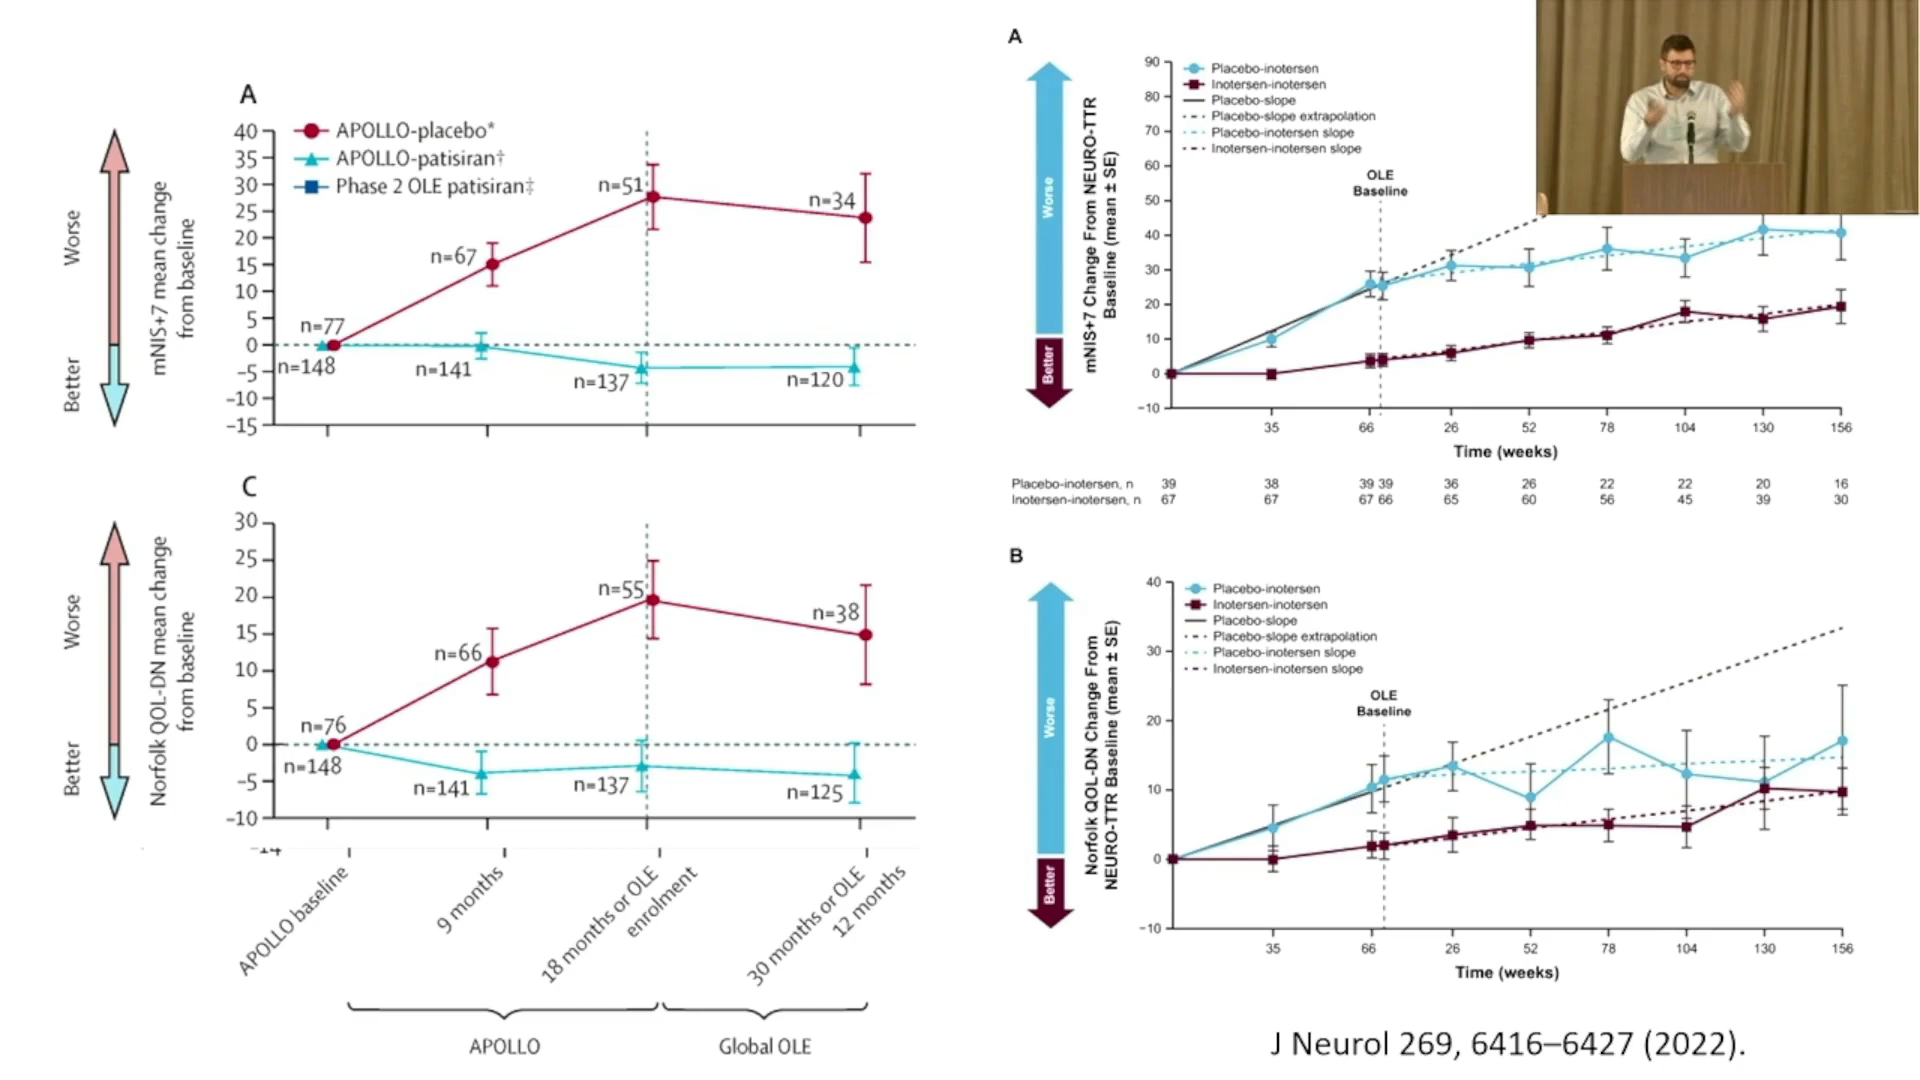 A
40
35
30
25
20
15
10
5
0
−5
−10
−15
APOLLO-placebo*
APOLLO-patisiran†
Phase 2 OLE patisiran‡
Worse
Better
mNIS+7 mean change
from baseline
n=77
n=148
n=67
n=141
n=51
n=137
n=34
n=120
C
30
25
20
15
10
5
0
−5
−10
Worse
Better
Norfolk QOL-DN mean change
from baseline
n=76
n=148
n=66
n=141
n=55
n=137
n=38
n=125
APOLLO baseline
9 months
18 months or OLE
enrolment
30 months or OLE
12 months
APOLLO
Global OLE
A
Worse
Better
mNIS+7 Change From NEURO-TTR
Baseline (mean ± SE)
90
80
70
60
50
40
30
20
10
0
−10
Placebo-inotersen
Inotersen-inotersen
Placebo-slope
Placebo-slope extrapolation
Placebo-inotersen slope
Inotersen-inotersen slope
OLE
Baseline
35 66 26 52 78 104 130 156
Time (weeks)
Placebo-inotersen, n 39 38 39 39 36 26 22 22 20 16
Inotersen-inotersen, n 67 67 67 66 65 60 56 45 39 30
B
Worse
Better
Norfolk QOL-DN Change From
NEURO-TTR Baseline (mean ± SE)
40
30
20
10
0
−10
Placebo-inotersen
Inotersen-inotersen
Placebo-slope
Placebo-slope extrapolation
Placebo-inotersen slope
Inotersen-inotersen slope
OLE
Baseline
35 66 26 52 78 104 130 156
Time (weeks)
J Neurol 269, 6416–6427 (2022).